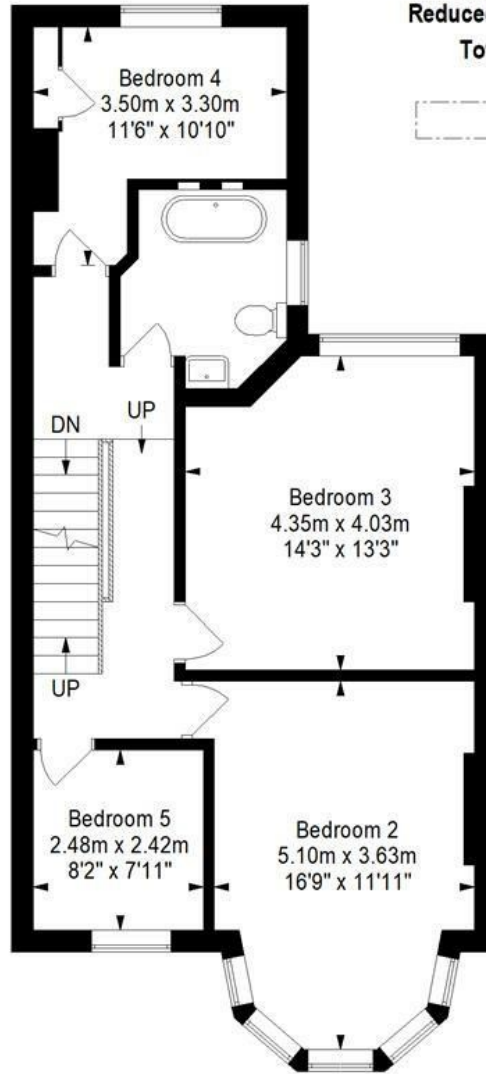 Reduced
To
Bedroom 4
3.50m x 3.30m
11'6" x 10'10"
DN
UP
Bedroom 3
4.35m x 4.03m
14'3" x 13'3"
UP
Bedroom 5
2.48m x 2.42m
8'2" x 7'11"
Bedroom 2
5.10m x 3.63m
16'9" x 11'11"